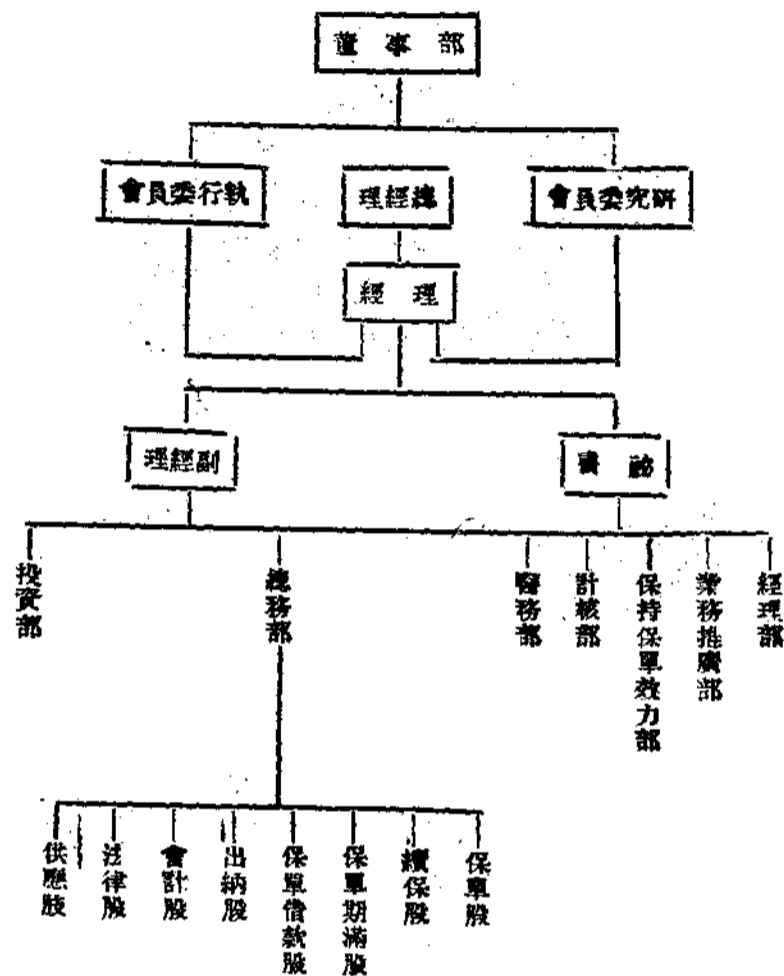 董事部
研究委員會
總經理
執行委員會
經理
祕書
副經理
經理部
業務推廣部
保持保單效力部
計核部
醫務部
總務部
投資部
保單股
續保股
保單期滿股
保單借款股
出納股
會計股
法律股
供應股